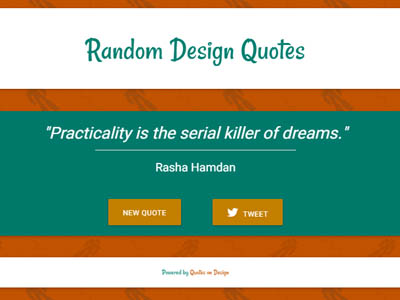 Random Design Quotes
"Practicality is the serial killer of dreams."
Rasha Hamdan
NEW QUOTE
TWEET
Powered by Quotes on Design